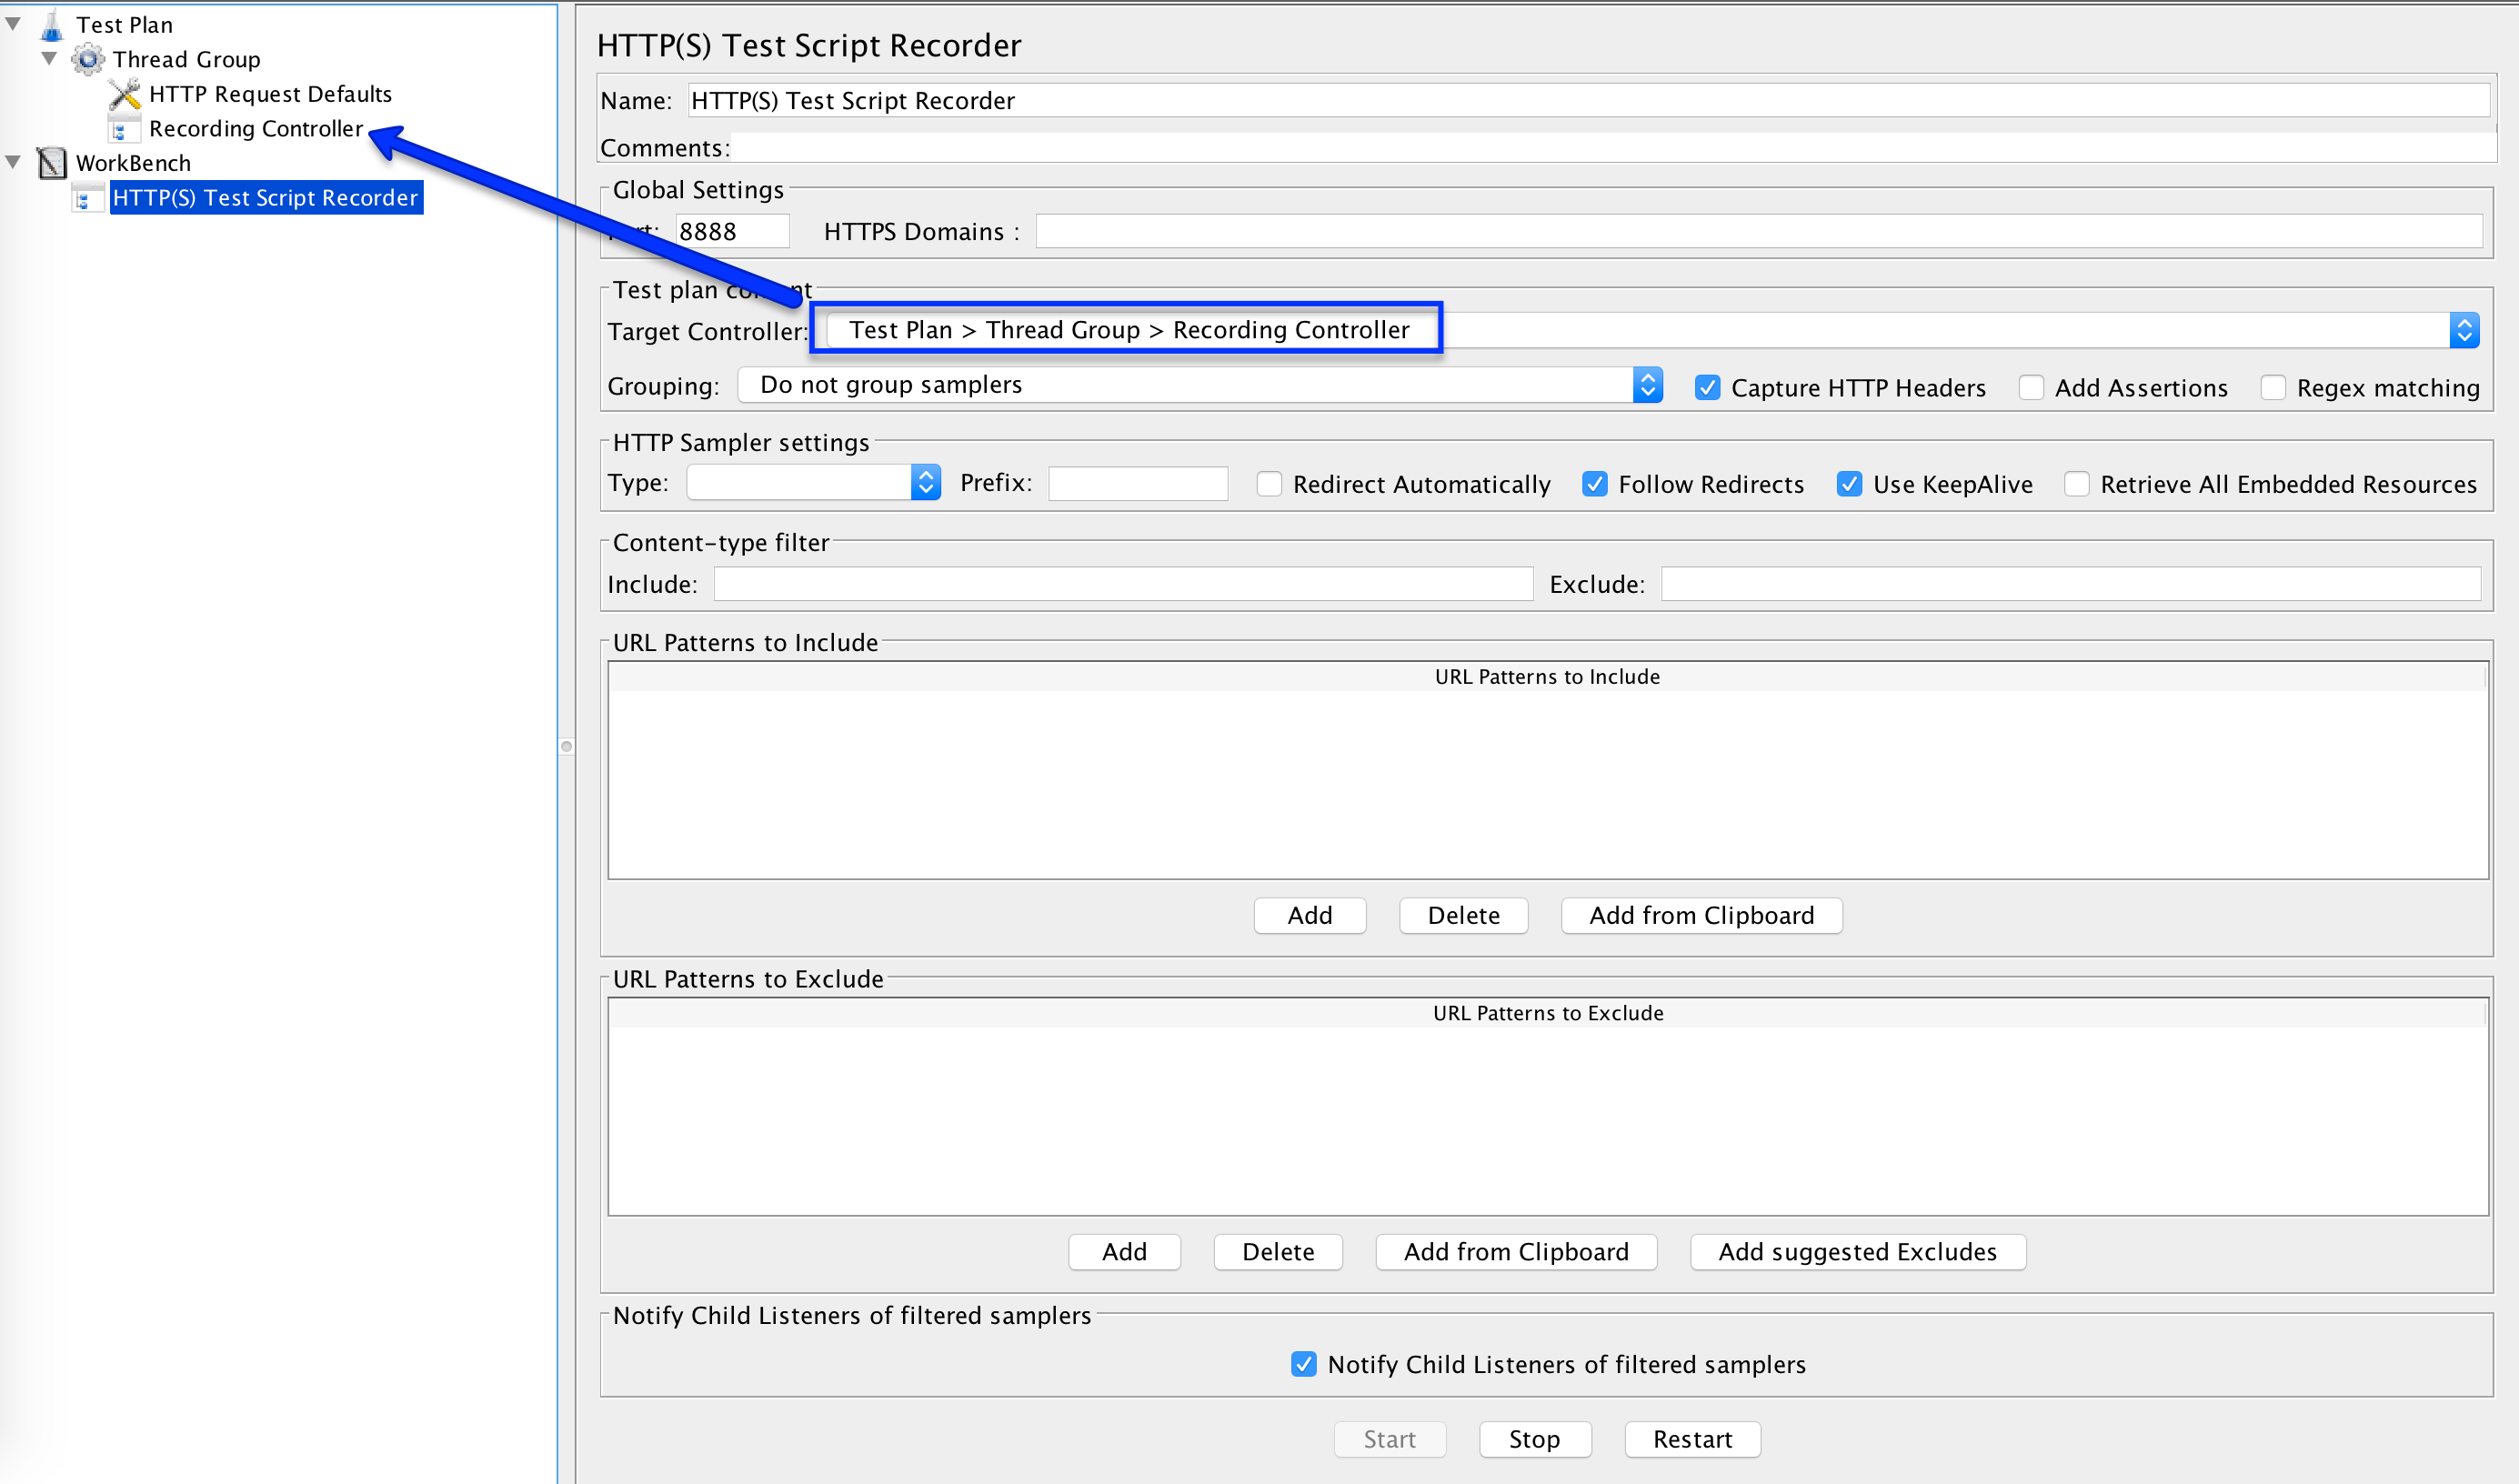 Test Plan
Thread Group
HTTP Request Defaults
Recording Controller
WorkBench
HTTP(S) Test Script Recorder
HTTP(S) Test Script Recorder
Name: HTTP(S) Test Script Recorder
Comments:
Global Settings
8888 HTTPS Domains :
Test plan
Target Controller: Test Plan > Thread Group > Recording Controller
Grouping: Do not group samplers Capture HTTP Headers Add Assertions Regex matching
HTTP Sampler settings
Type: Prefix: Redirect Automatically Follow Redirects Use KeepAlive Retrieve All Embedded Resources
Content-type filter
Include: Exclude:
URL Patterns to Include
URL Patterns to Include
Add Delete Add from Clipboard
URL Patterns to Exclude
URL Patterns to Exclude
Add Delete Add from Clipboard Add suggested Excludes
Notify Child Listeners of filtered samplers
Notify Child Listeners of filtered samplers
Start Stop Restart